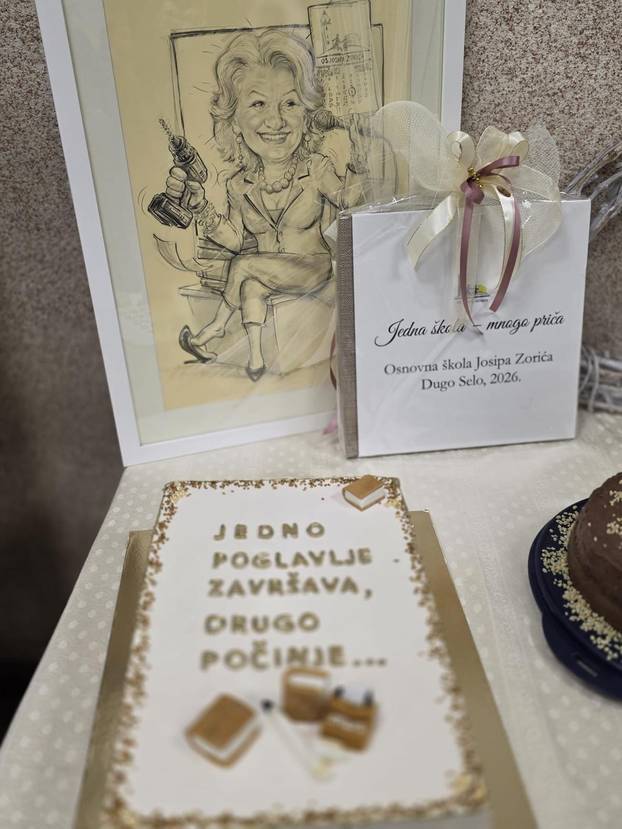 Jedna škola – mnogo priča
Osnovna škola Josipa Zorića
Dugo Selo, 2026.
JEDNO
POGLAVLJE
ZAVRŠAVA,
DRUGO
POČINJE...